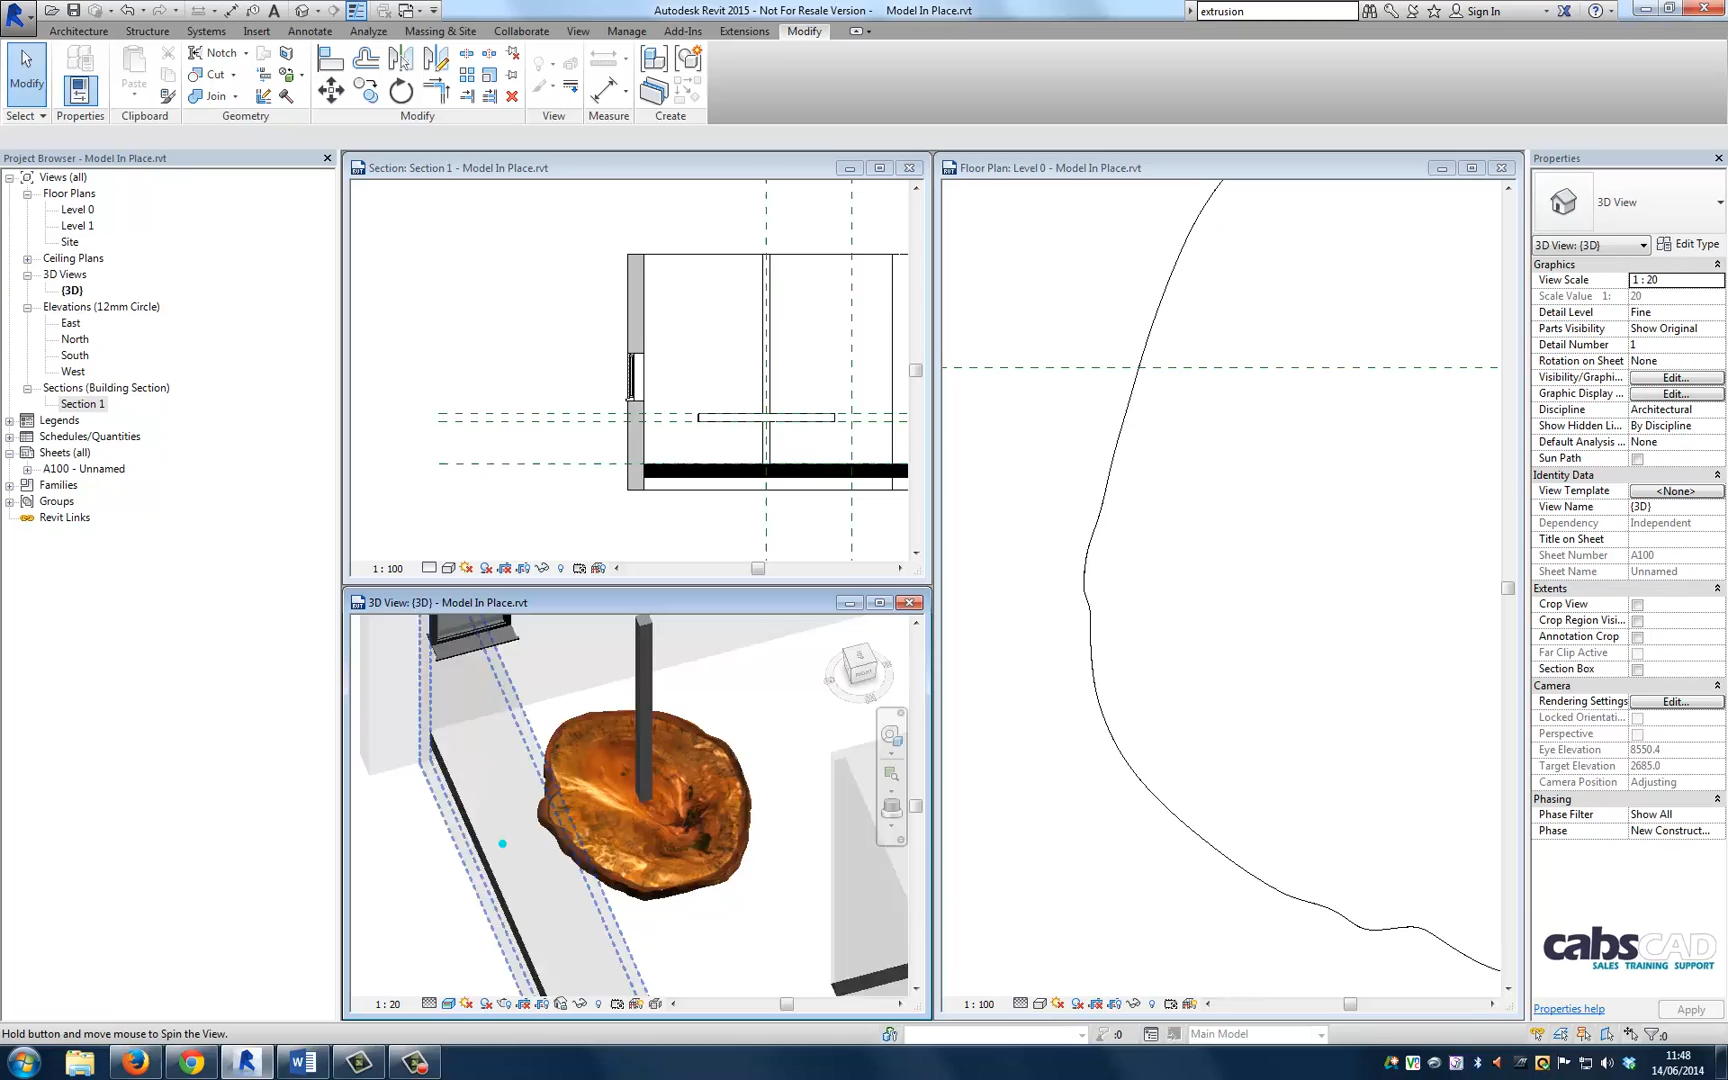 Autodesk Revit 2015 - Not For Resale Version - Model In Place.rvt
extrusion
Sign In
Architecture Structure Systems Insert Annotate Analyze Massing & Site Collaborate View Manage Add-Ins Extensions Modify
Modify
Notch
Cut
Join
Paste
Select Properties Clipboard Geometry Modify View Measure Create
Project Browser - Model In Place.rvt
Views (all)
Floor Plans
Level 0
Level 1
Site
Ceiling Plans
3D Views
{3D}
Elevations (12mm Circle)
East
North
South
West
Sections (Building Section)
Section 1
Legends
Schedules/Quantities
Sheets (all)
A100 - Unnamed
Families
Groups
Revit Links
Section: Section 1 - Model In Place.rvt
1 : 100
3D View: {3D} - Model In Place.rvt
1 : 20
Floor Plan: Level 0 - Model In Place.rvt
1 : 100
Properties
3D View
3D View: {3D}
Edit Type
Graphics
View Scale 1 : 20
Scale Value 1: 20
Detail Level Fine
Parts Visibility Show Original
Detail Number 1
Rotation on Sheet None
Visibility/Graphi... Edit...
Graphic Display ... Edit...
Discipline Architectural
Show Hidden Li... By Discipline
Default Analysis ... None
Sun Path
Identity Data
View Template <None>
View Name {3D}
Dependency Independent
Title on Sheet
Sheet Number A100
Sheet Name Unnamed
Extents
Crop View
Crop Region Visi...
Annotation Crop
Far Clip Active
Section Box
Camera
Rendering Settings Edit...
Locked Orientati...
Perspective
Eye Elevation 8550.4
Target Elevation 2685.0
Camera Position Adjusting
Phasing
Phase Filter Show All
Phase New Construct...
cabsCAD
SALES TRAINING SUPPORT
Properties help
Apply
Hold button and move mouse to Spin the View.
:0
Main Model
:0
11:48
14/06/2014